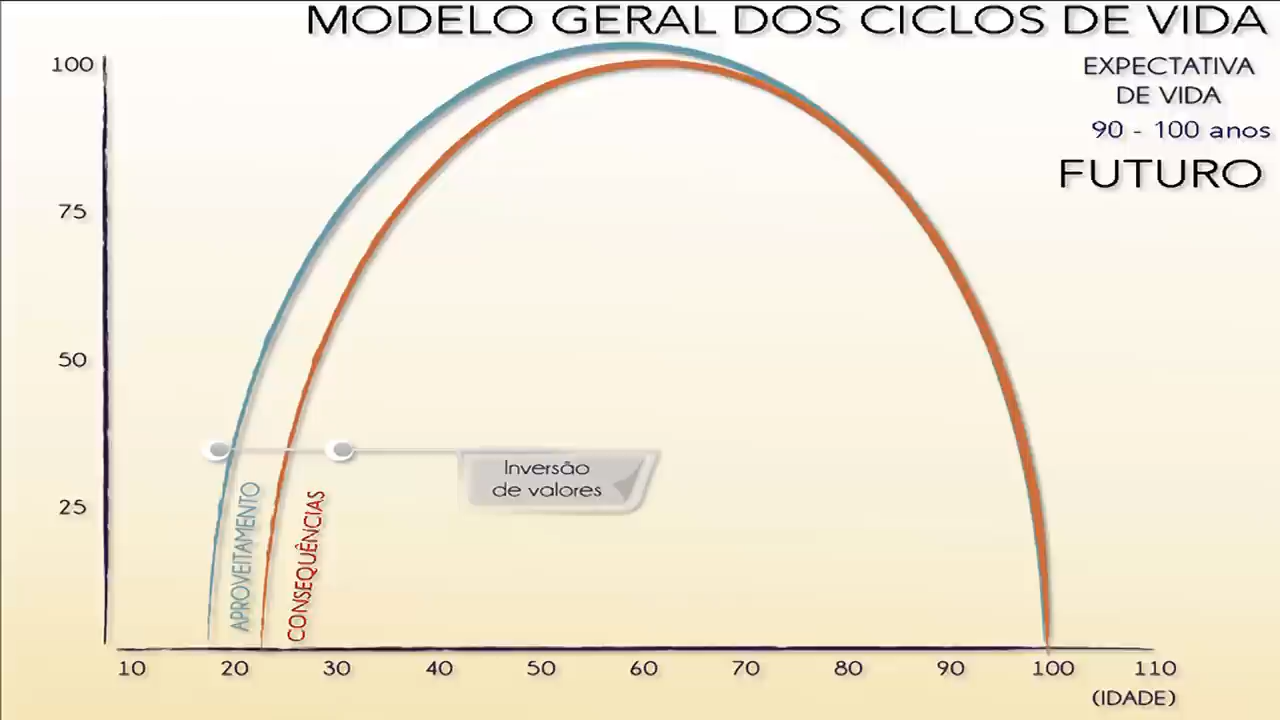 MODELO GERAL DOS CICLOS DE VIDA
EXPECTATIVA
DE VIDA
90 - 100 anos
FUTURO
100
75
50
25
Inversão
de valores
APROVEITAMENTO
CONSEQUÊNCIAS
10 20 30 40 50 60 70 80 90 100 110
(IDADE)